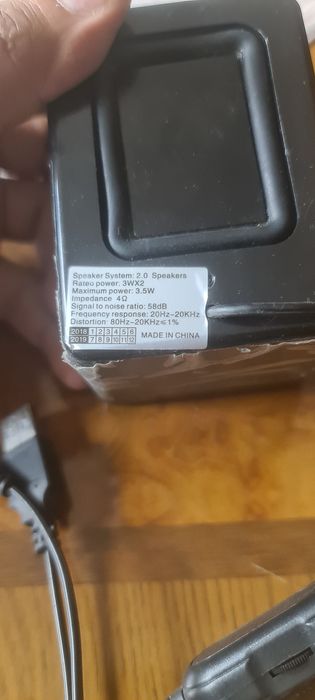 Speaker System: 2.0 Speakers
Rateo power: 3WX2
Maximum power: 3.5W
Impedance 4Ω
Signal to noise ratio: 58dB
Frequency response: 20Hz~20KHz
Distortion: 80Hz~20KHz≤1%
2018 1 2 3 4 5 6
2019 7 8 9 10 11 12 MADE IN CHINA